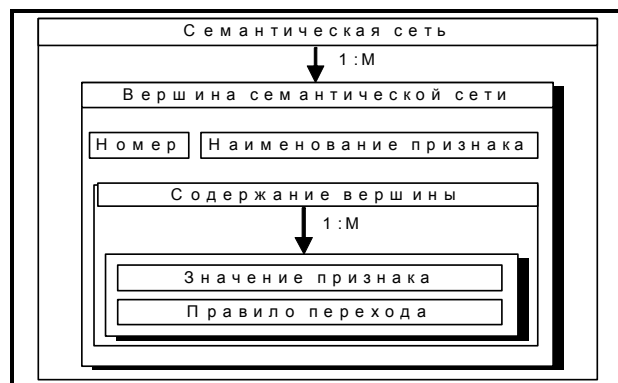 Семантическая сеть
1:М
Вершина семантической сети
Номер Наименование признака
Содержание вершины
1:М
Значение признака
Правило перехода